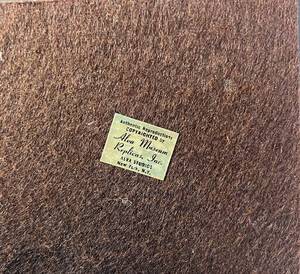 Authentic Reproductions
COPYRIGHTED BY
Alva Museum
Replicas, Inc.
ALVA STUDIOS
New York, N.Y.